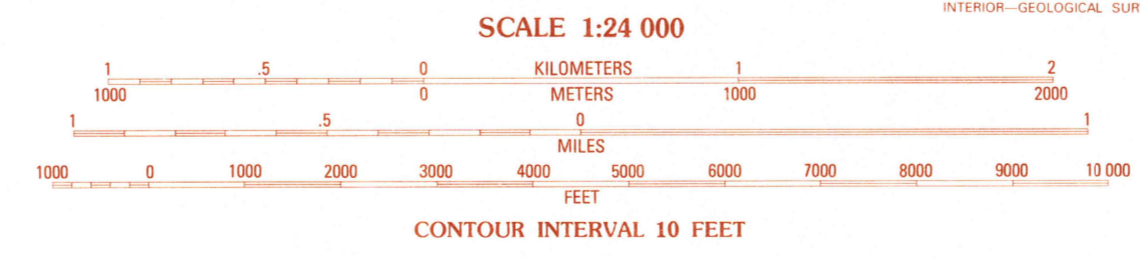 INTERIOR—GEOLOGICAL SUR
SCALE 1:24 000
1 .5 0 KILOMETERS 1 2
1000 0 METERS 1000 2000
1 .5 0 1
MILES
1000 0 1000 2000 3000 4000 5000 6000 7000 8000 9000 10 000
FEET
CONTOUR INTERVAL 10 FEET